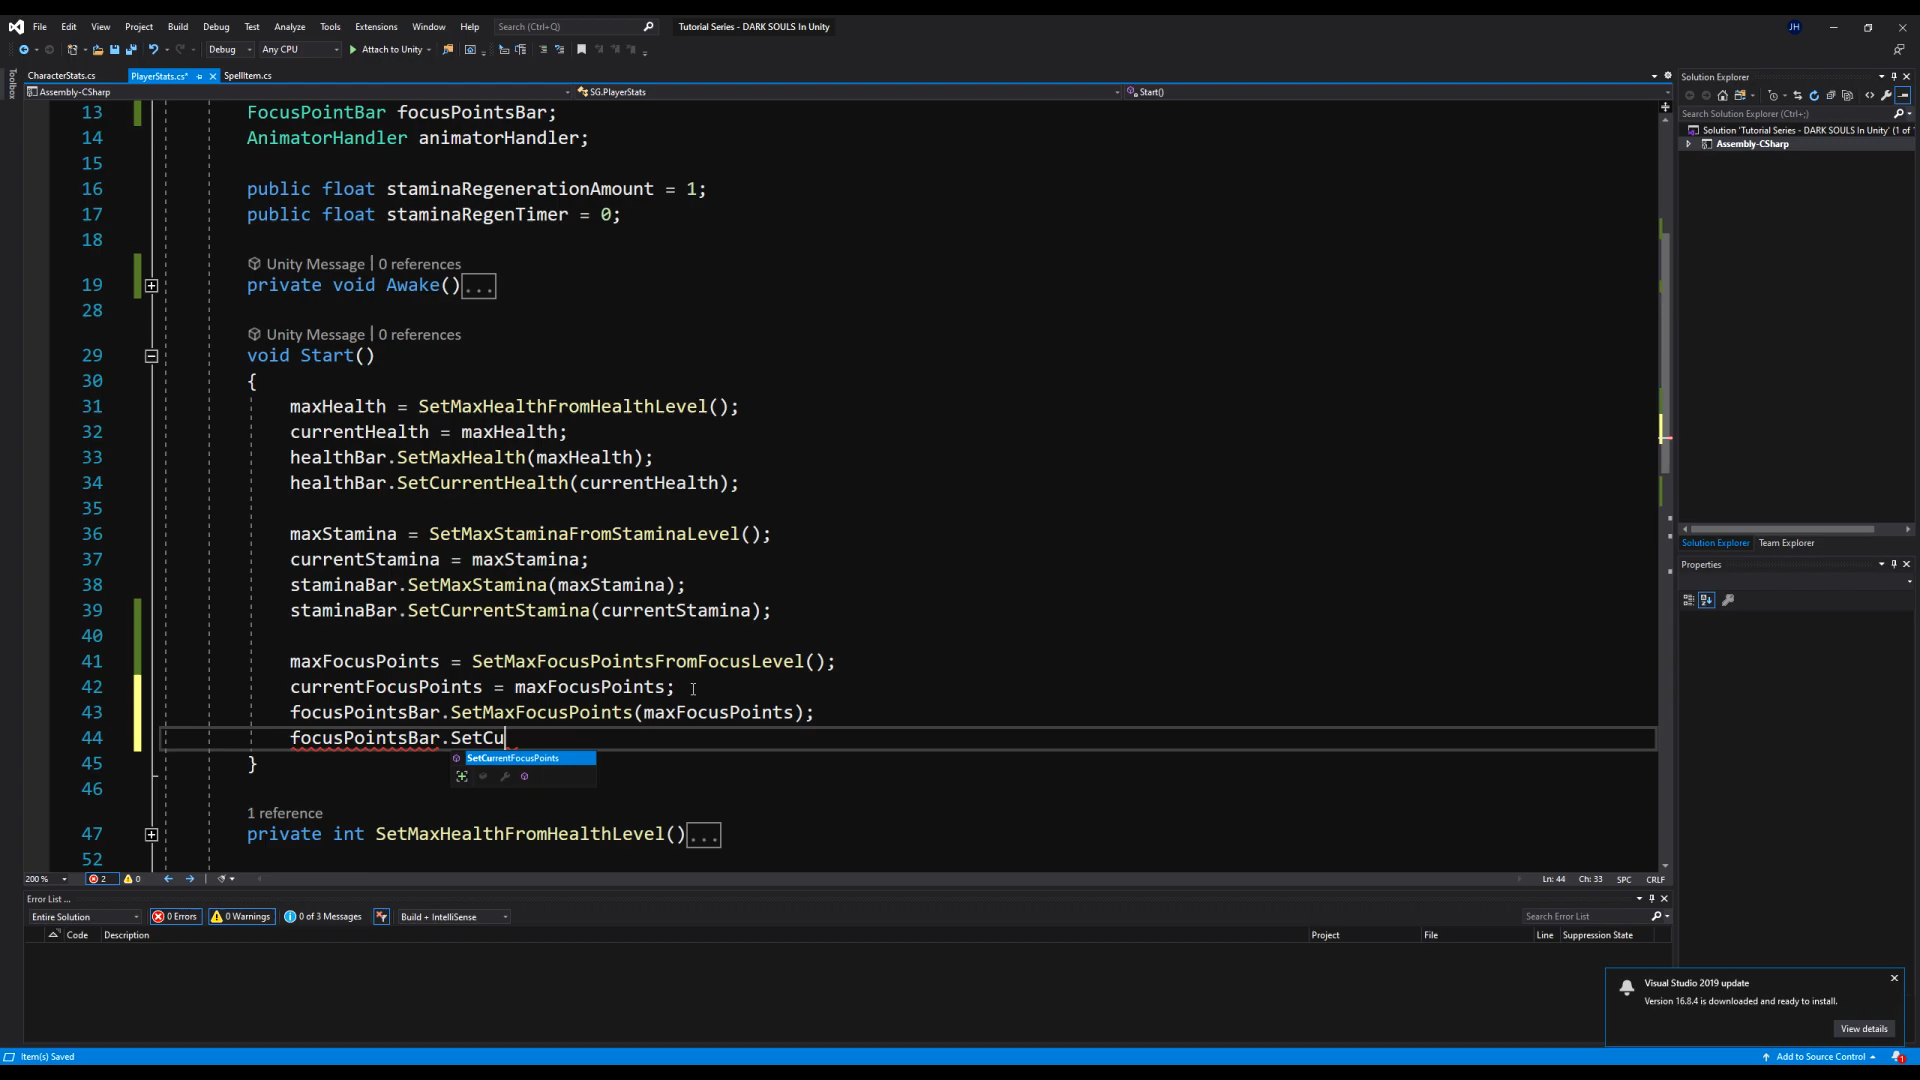 File Edit View Project Build Debug Test Analyze Tools Extensions Window Help Search (Ctrl+Q) Tutorial Series - DARK SOULS In Unity JH
Debug Any CPU Attach to Unity
CharacterStats.cs PlayerStats.cs* SpellItem.cs
Assembly-CSharp SG.PlayerStats Start()
Toolbox
13 FocusPointBar focusPointsBar;
14 AnimatorHandler animatorHandler;
15
16 public float staminaRegenerationAmount = 1;
17 public float staminaRegenTimer = 0;
18
Unity Message | 0 references
19 private void Awake()...
28
Unity Message | 0 references
29 void Start()
30 {
31 maxHealth = SetMaxHealthFromHealthLevel();
32 currentHealth = maxHealth;
33 healthBar.SetMaxHealth(maxHealth);
34 healthBar.SetCurrentHealth(currentHealth);
35
36 maxStamina = SetMaxStaminaFromStaminaLevel();
37 currentStamina = maxStamina;
38 staminaBar.SetMaxStamina(maxStamina);
39 staminaBar.SetCurrentStamina(currentStamina);
40
41 maxFocusPoints = SetMaxFocusPointsFromFocusLevel();
42 currentFocusPoints = maxFocusPoints;
43 focusPointsBar.SetMaxFocusPoints(maxFocusPoints);
44 focusPointsBar.SetCu
SetCurrentFocusPoints
45 }
46
1 reference
47 private int SetMaxHealthFromHealthLevel()...
52
200 % 2 0 Ln: 44 Ch: 33 SPC CRLF
Error List ...
Entire Solution 0 Errors 0 Warnings 0 of 3 Messages Build + IntelliSense Search Error List
Code Description Project File Line Suppression State
Solution Explorer
Search Solution Explorer (Ctrl+;)
Solution 'Tutorial Series - DARK SOULS In Unity' (1 of 1
Assembly-CSharp
Solution Explorer Team Explorer
Properties
Visual Studio 2019 update
Version 16.8.4 is downloaded and ready to install.
View details
Item(s) Saved Add to Source Control 1